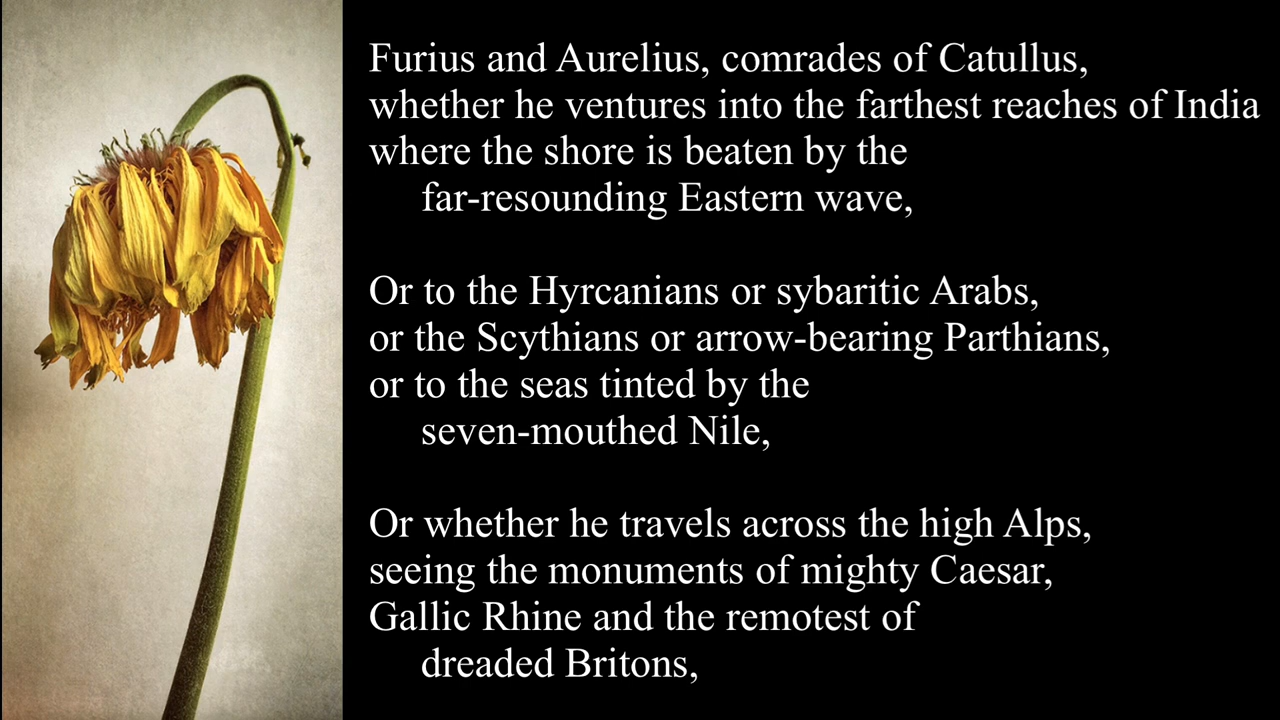 Furius and Aurelius, comrades of Catullus,
whether he ventures into the farthest reaches of India
where the shore is beaten by the
far-resounding Eastern wave,
Or to the Hyrcanians or sybaritic Arabs,
or the Scythians or arrow-bearing Parthians,
or to the seas tinted by the
seven-mouthed Nile,
Or whether he travels across the high Alps,
seeing the monuments of mighty Caesar,
Gallic Rhine and the remotest of
dreaded Britons,